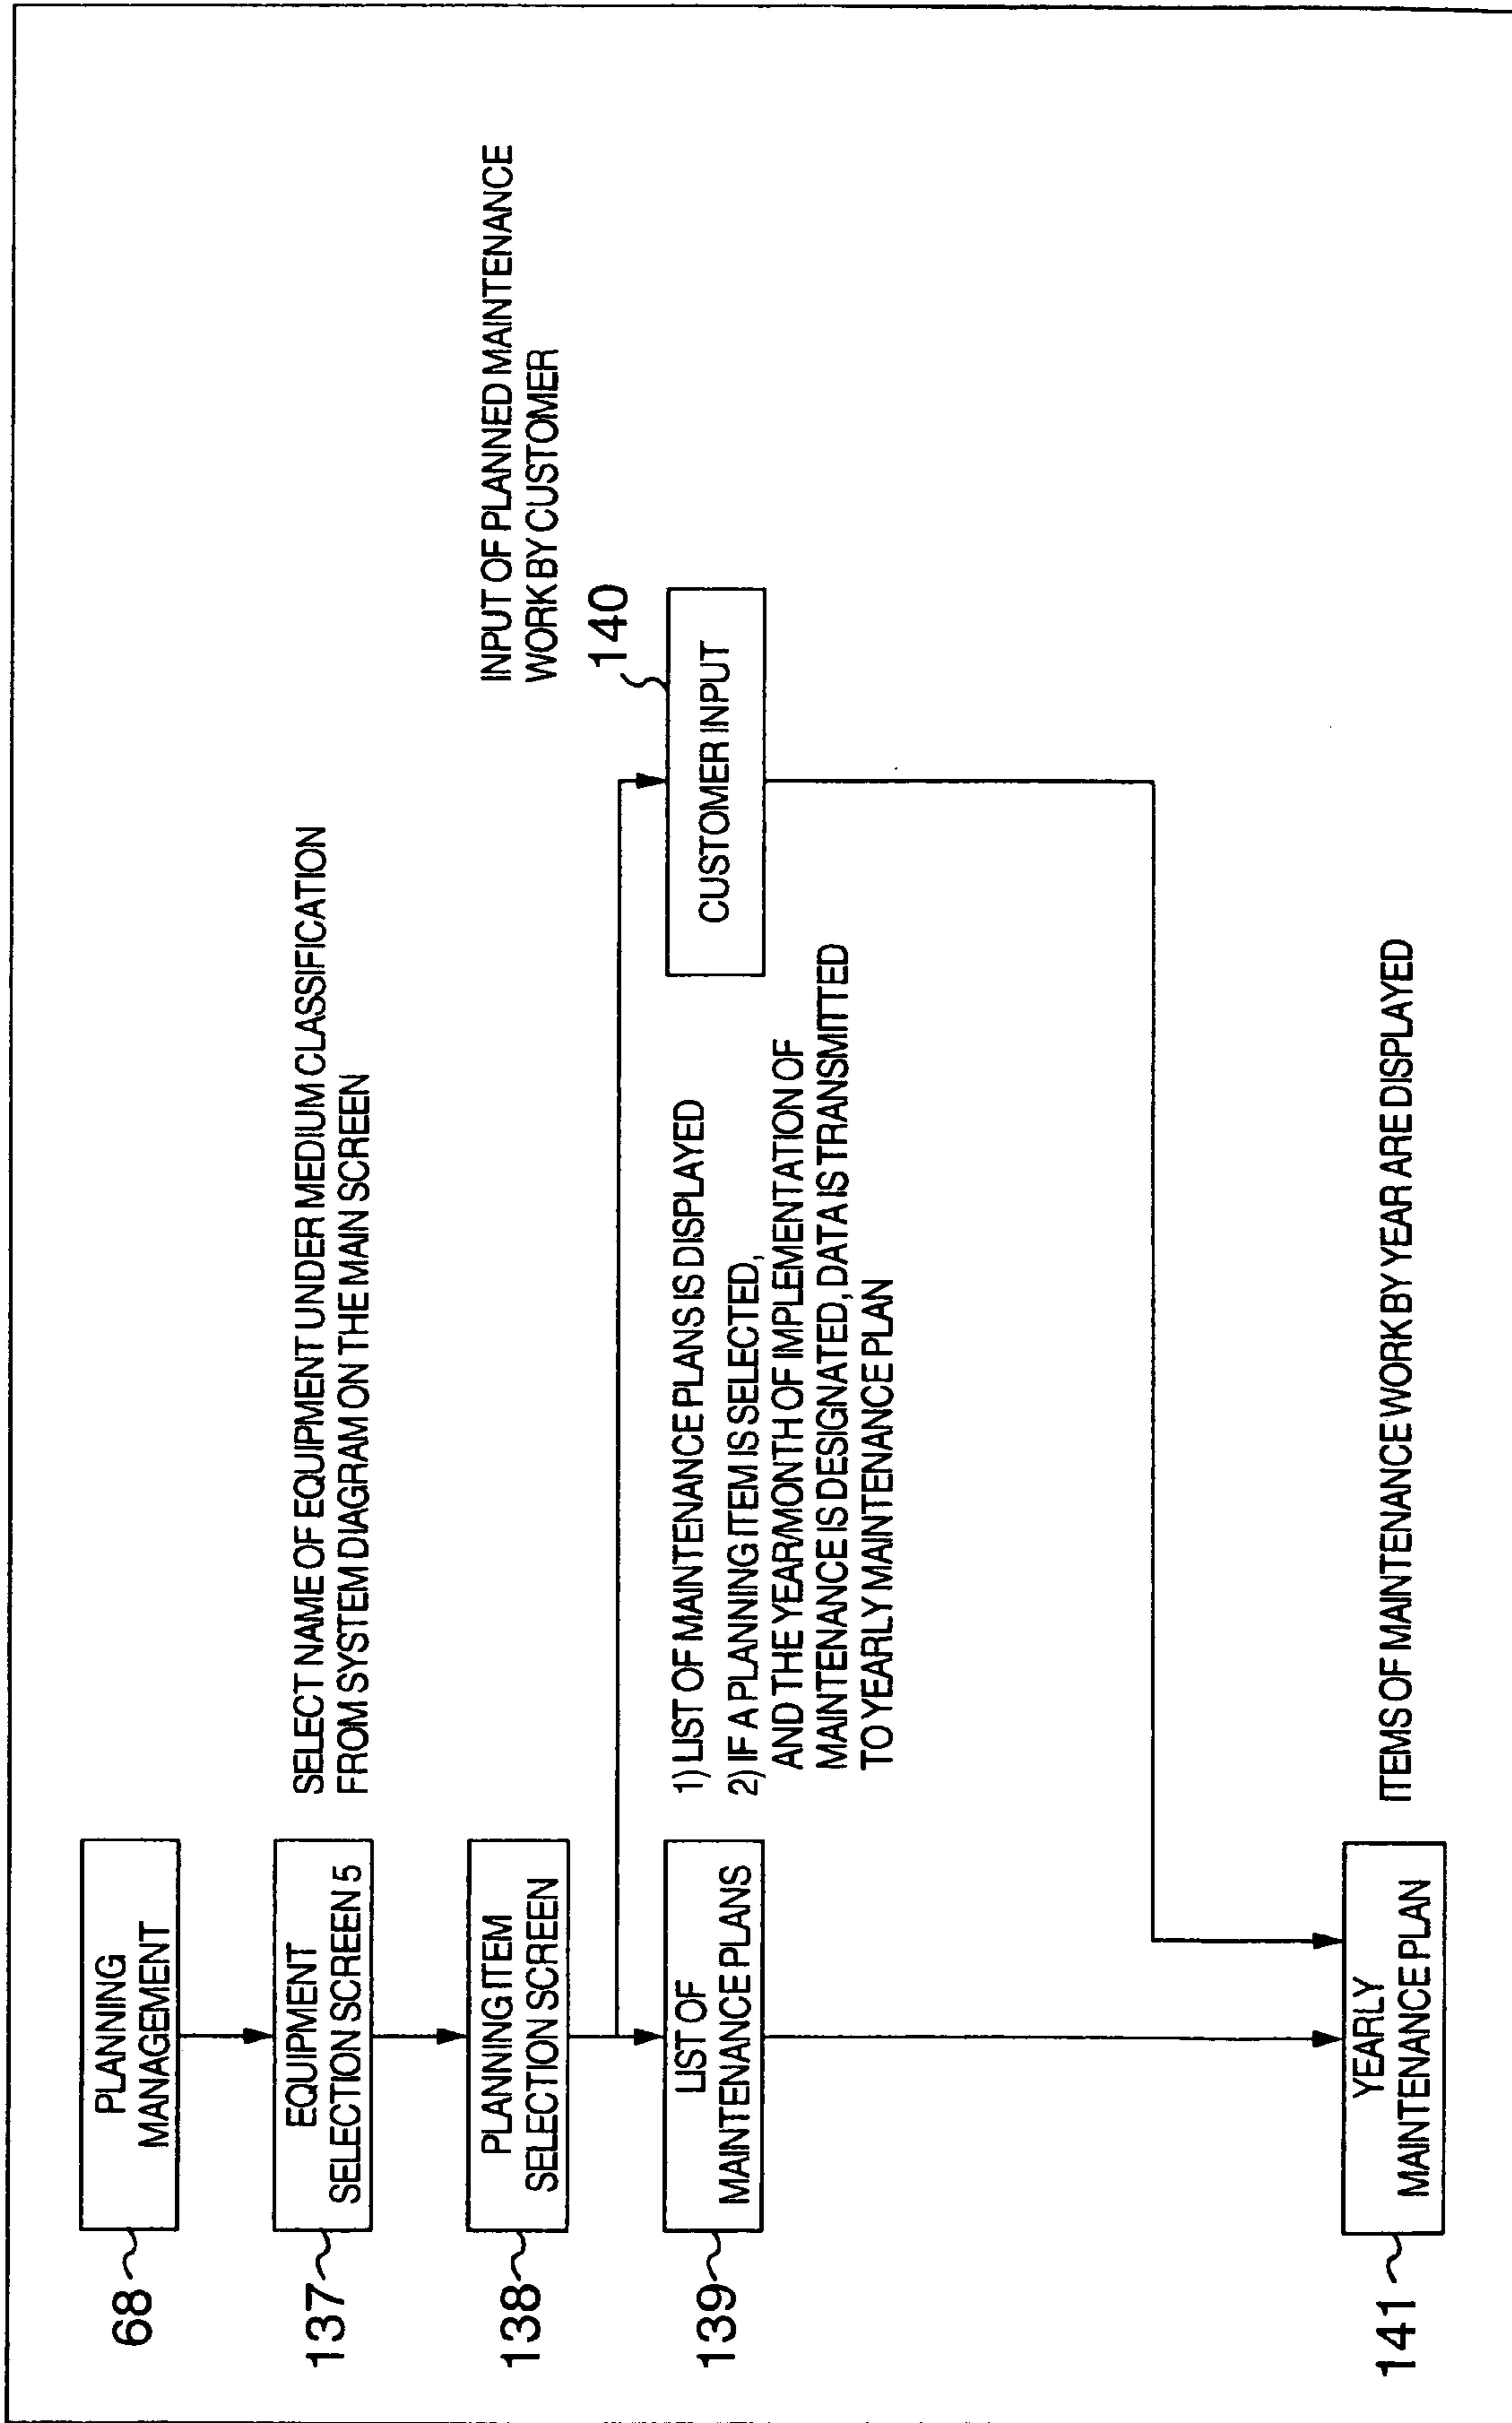 68
PLANNING
MANAGEMENT
137
EQUIPMENT
SELECTION SCREEN 5
SELECT NAME OF EQUIPMENT UNDER MEDIUM CLASSIFICATION
FROM SYSTEM DIAGRAM ON THE MAIN SCREEN
138
PLANNING ITEM
SELECTION SCREEN
INPUT OF PLANNED MAINTENANCE
WORK BY CUSTOMER
139
LIST OF
MAINTENANCE PLANS
1) LIST OF MAINTENANCE PLANS IS DISPLAYED
2) IF A PLANNING ITEM IS SELECTED,
AND THE YEAR/MONTH OF IMPLEMENTATION OF
MAINTENANCE IS DESIGNATED, DATA IS TRANSMITTED
TO YEARLY MAINTENANCE PLAN
140
CUSTOMER INPUT
141
YEARLY
MAINTENANCE PLAN
ITEMS OF MAINTENANCE WORK BY YEAR ARE DISPLAYED